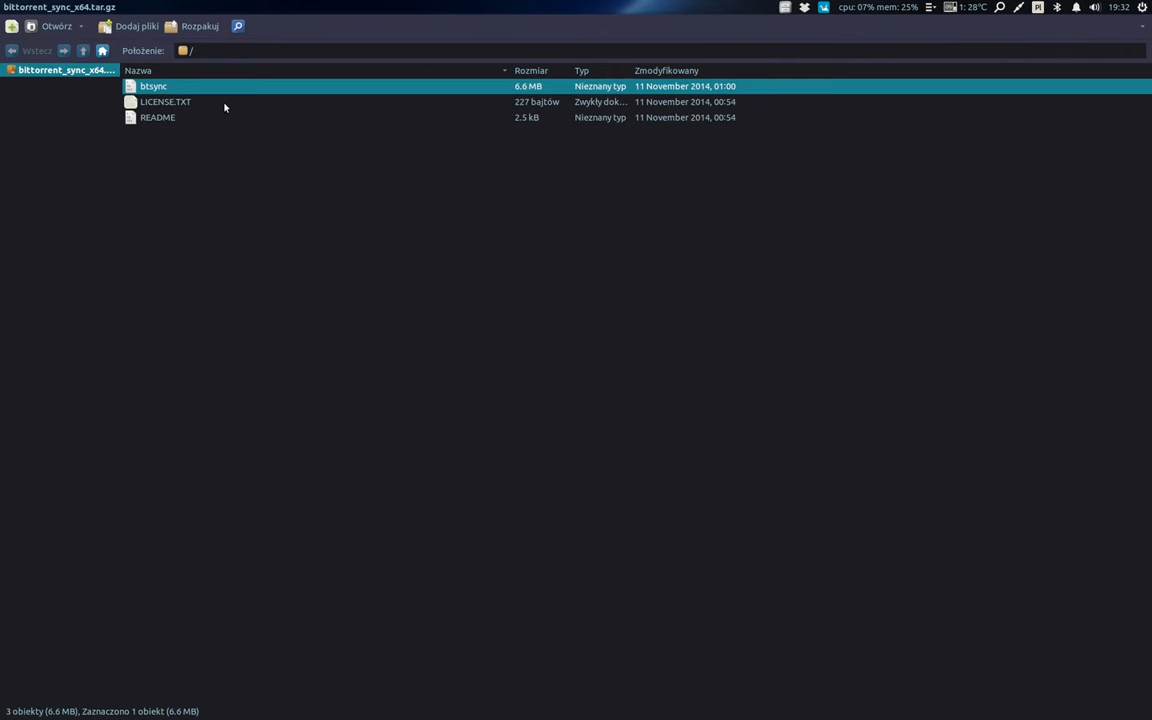 bittorrent_sync_x64.tar.gz cpu: 07% mem: 25% 1: 28°C PI 19:32
Otwórz Dodaj pliki Rozpakuj
Wstecz Położenie: /
bittorrent_sync_x64.... Nazwa Rozmiar Typ Zmodyfikowany
btsync 6.6 MB Nieznany typ 11 November 2014, 01:00
LICENSE.TXT 227 bajtów Zwykły dok... 11 November 2014, 00:54
README 2.5 kB Nieznany typ 11 November 2014, 00:54
3 obiekty (6.6 MB), Zaznaczono 1 obiekt (6.6 MB)